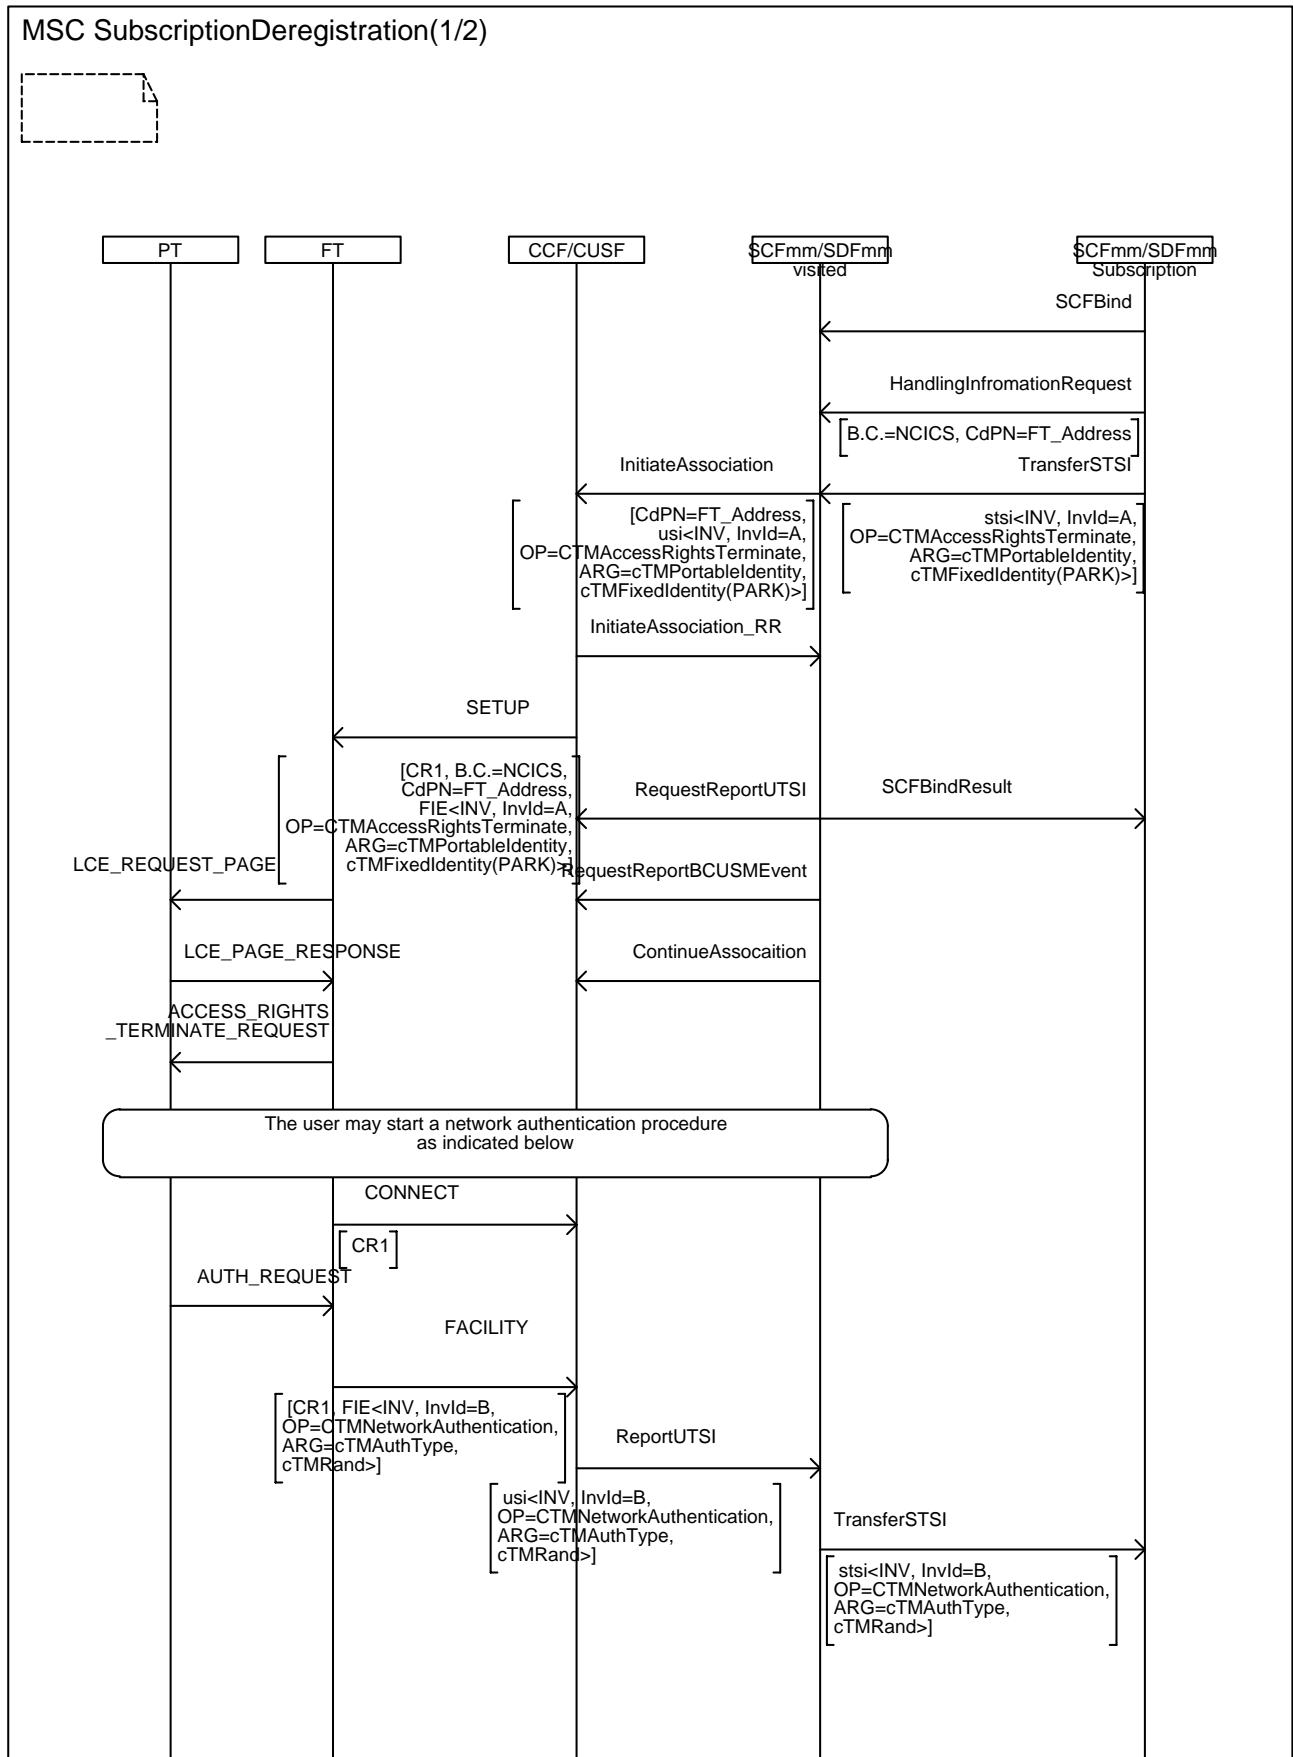 MSC SubscriptionDeregistration(1/2)
PT
FT
CCF/CUSF
SCFmm/SDFmm
visited
SCFmm/SDFmm
Subscription
SCFBind
HandlingInfromationRequest
B.C.=NCICS, CdPN=FT_Address
InitiateAssociation
TransferSTSI
[CdPN=FT_Address,
usi<INV, InvId=A,
OP=CTMAccessRightsTerminate,
ARG=cTMPortableIdentity,
cTMFixedIdentity(PARK)>]
stsi<INV, InvId=A,
OP=CTMAccessRightsTerminate,
ARG=cTMPortableIdentity,
cTMFixedIdentity(PARK)>]
InitiateAssociation_RR
SETUP
[CR1, B.C.=NCICS,
CdPN=FT_Address,
FIE<INV, InvId=A,
OP=CTMAccessRightsTerminate,
ARG=cTMPortableIdentity,
cTMFixedIdentity(PARK)>]
RequestReportUTSI
SCFBindResult
LCE_REQUEST_PAGE
RequestReportBCUSMEvent
LCE_PAGE_RESPONSE
ContinueAssocaition
ACCESS_RIGHTS
_TERMINATE_REQUEST
The user may start a network authentication procedure
as indicated below
CONNECT
CR1
AUTH_REQUEST
FACILITY
[CR1, FIE<INV, InvId=B,
OP=CTMNetworkAuthentication,
ARG=cTMAuthType,
cTMRand>]
ReportUTSI
usi<INV, InvId=B,
OP=CTMNetworkAuthentication,
ARG=cTMAuthType,
cTMRand>]
TransferSTSI
stsi<INV, InvId=B,
OP=CTMNetworkAuthentication,
ARG=cTMAuthType,
cTMRand>]